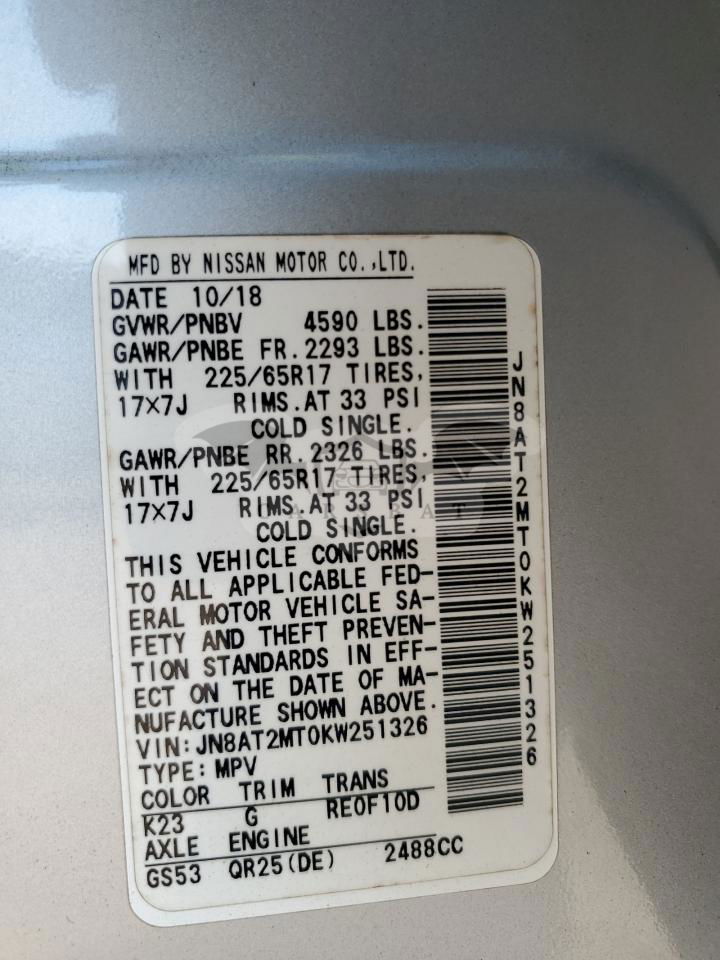 MFD BY NISSAN MOTOR CO.,LTD.
DATE 10/18
GVWR/PNBV 4590 LBS.
GAWR/PNBE FR. 2293 LBS.
WITH 225/65R17 TIRES,
17×7J RIMS. AT 33 PSI
COLD SINGLE.
GAWR/PNBE RR. 2326 LBS.
WITH 225/65R17 TIRES,
17×7J RIMS. AT 33 PSI
COLD SINGLE.
THIS VEHICLE CONFORMS
TO ALL APPLICABLE FED-
ERAL MOTOR VEHICLE SA-
FETY AND THEFT PREVEN-
TION STANDARDS IN EFF-
ECT ON THE DATE OF MA-
NUFACTURE SHOWN ABOVE.
VIN: JN8AT2MT0KW251326
TYPE: MPV
COLOR TRIM TRANS
K23 G RE0F10D
AXLE ENGINE
GS53 QR25(DE) 2488CC
JN8AT2MT0KW251326
CARABAT